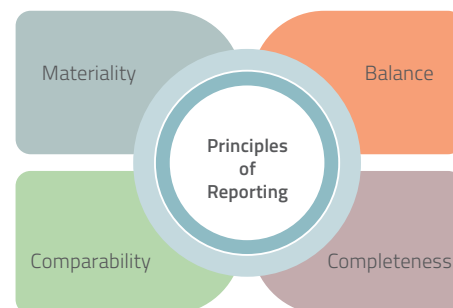 Materiality
Balance
Principles
of
Reporting
Comparability
Completeness